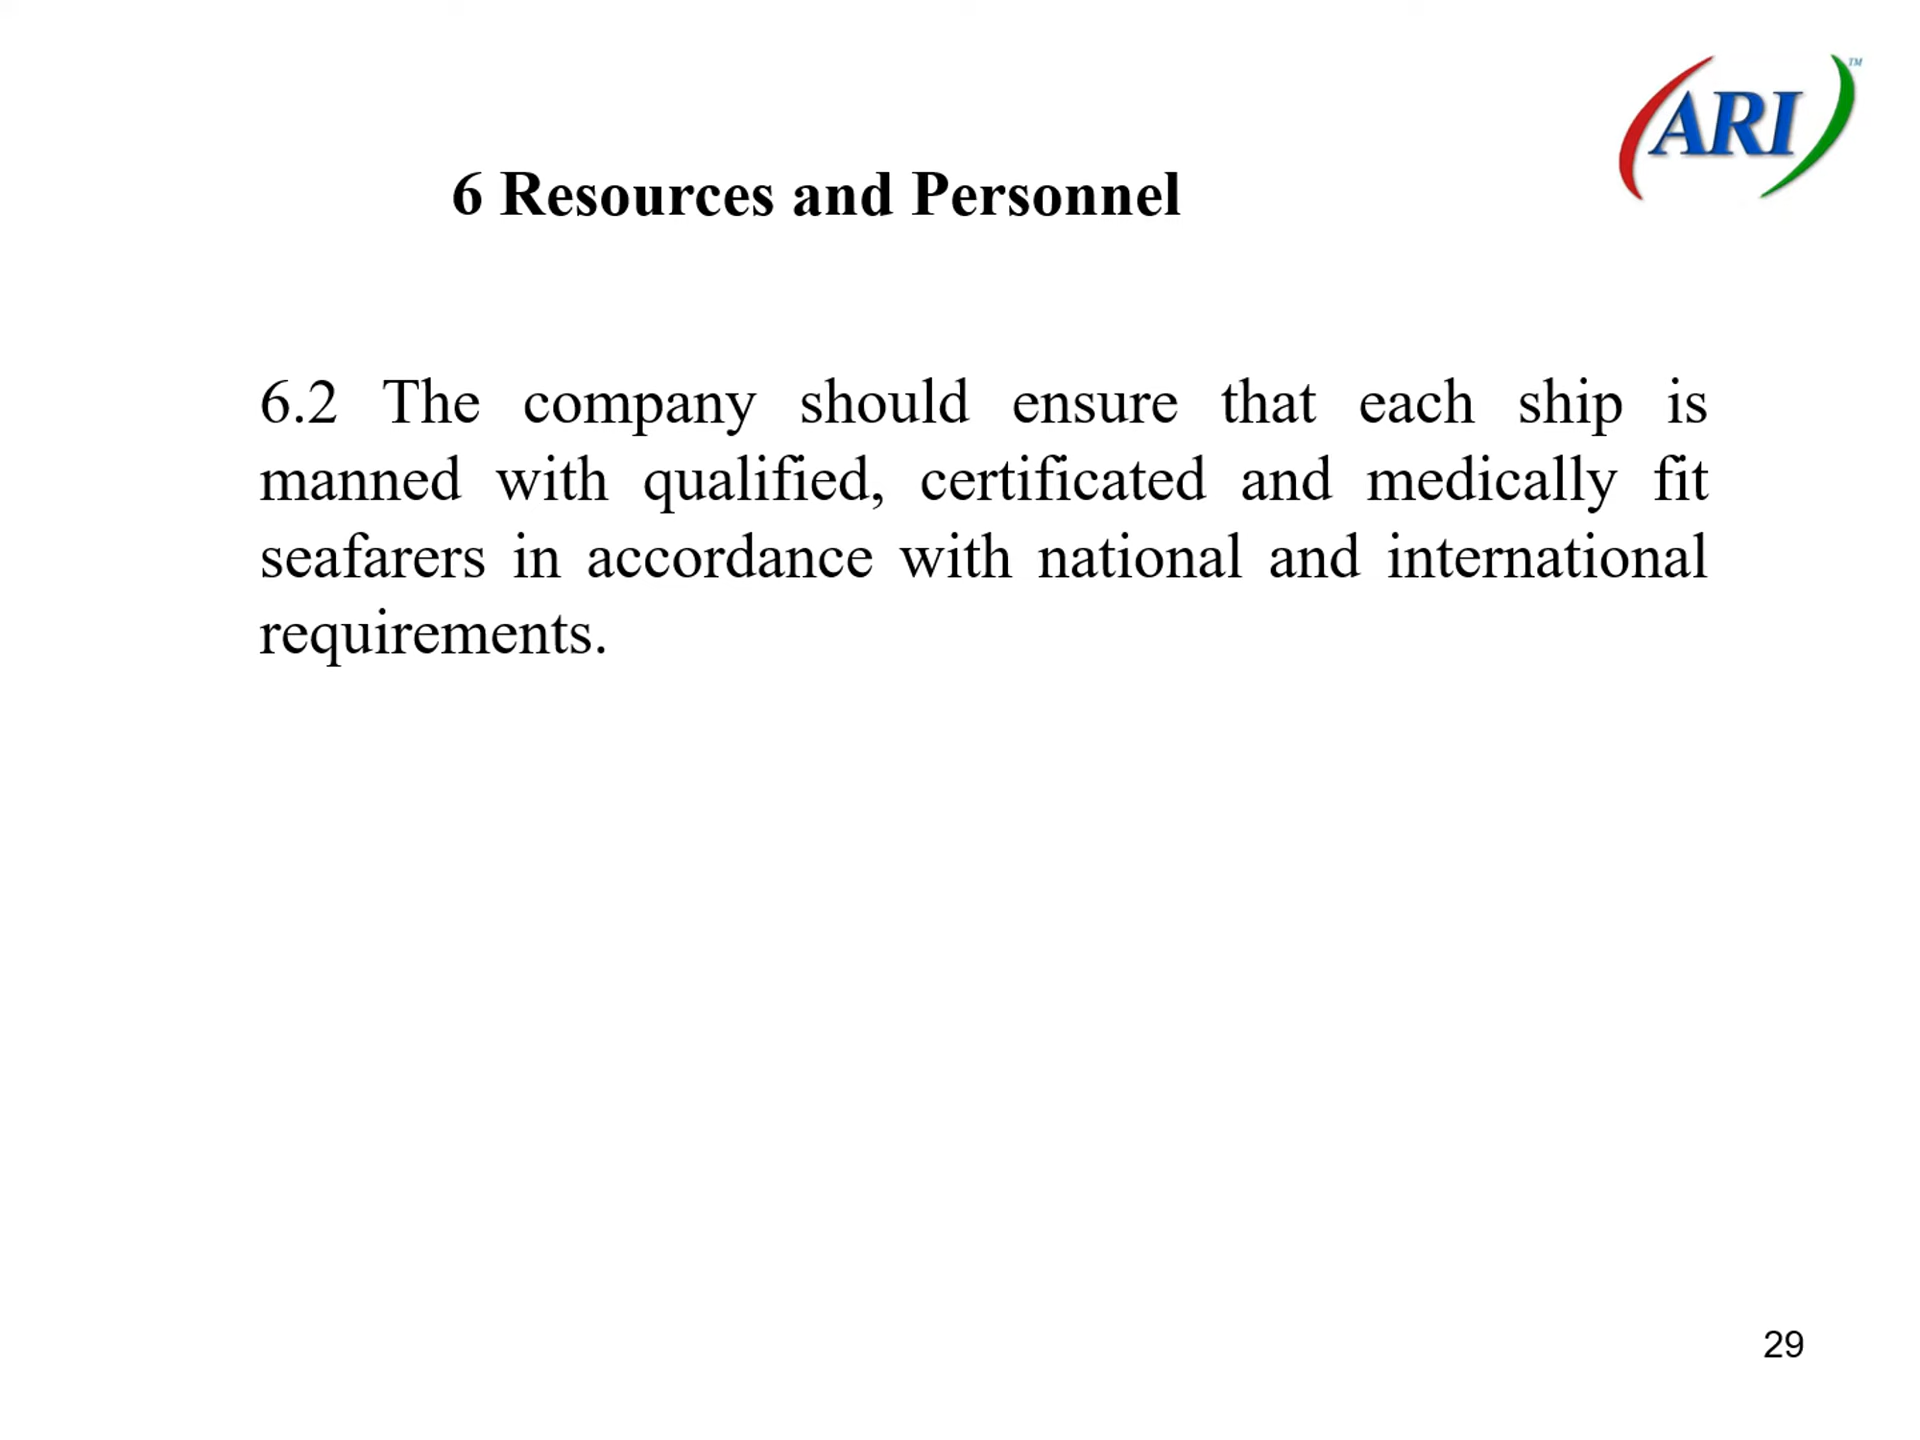 ARI™
6 Resources and Personnel
6.2 The company should ensure that each ship is
manned with qualified, certificated and medically fit
seafarers in accordance with national and international
requirements.
29